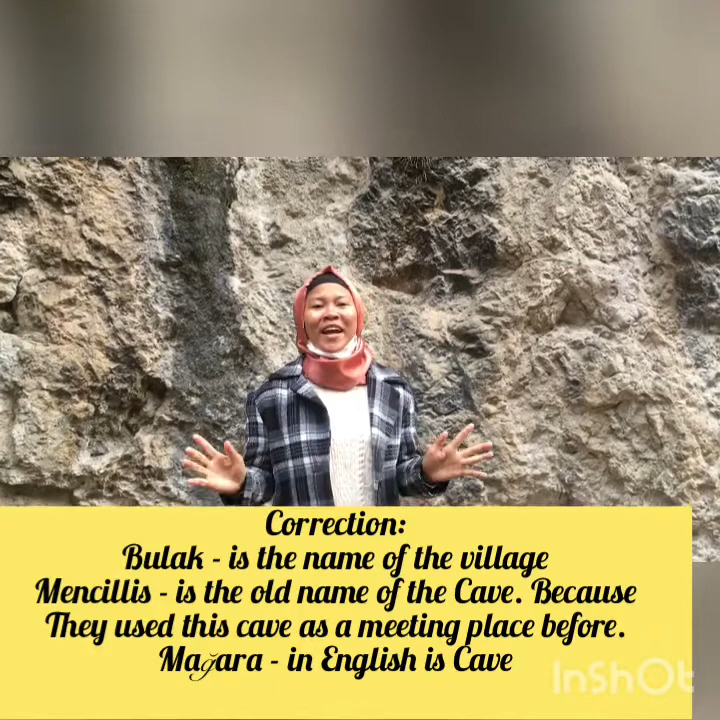 Correction:
Bulak - is the name of the village
Mencillis - is the old name of the Cave. Because
They used this cave as a meeting place before.
Mağara - in English is Cave
InShOt